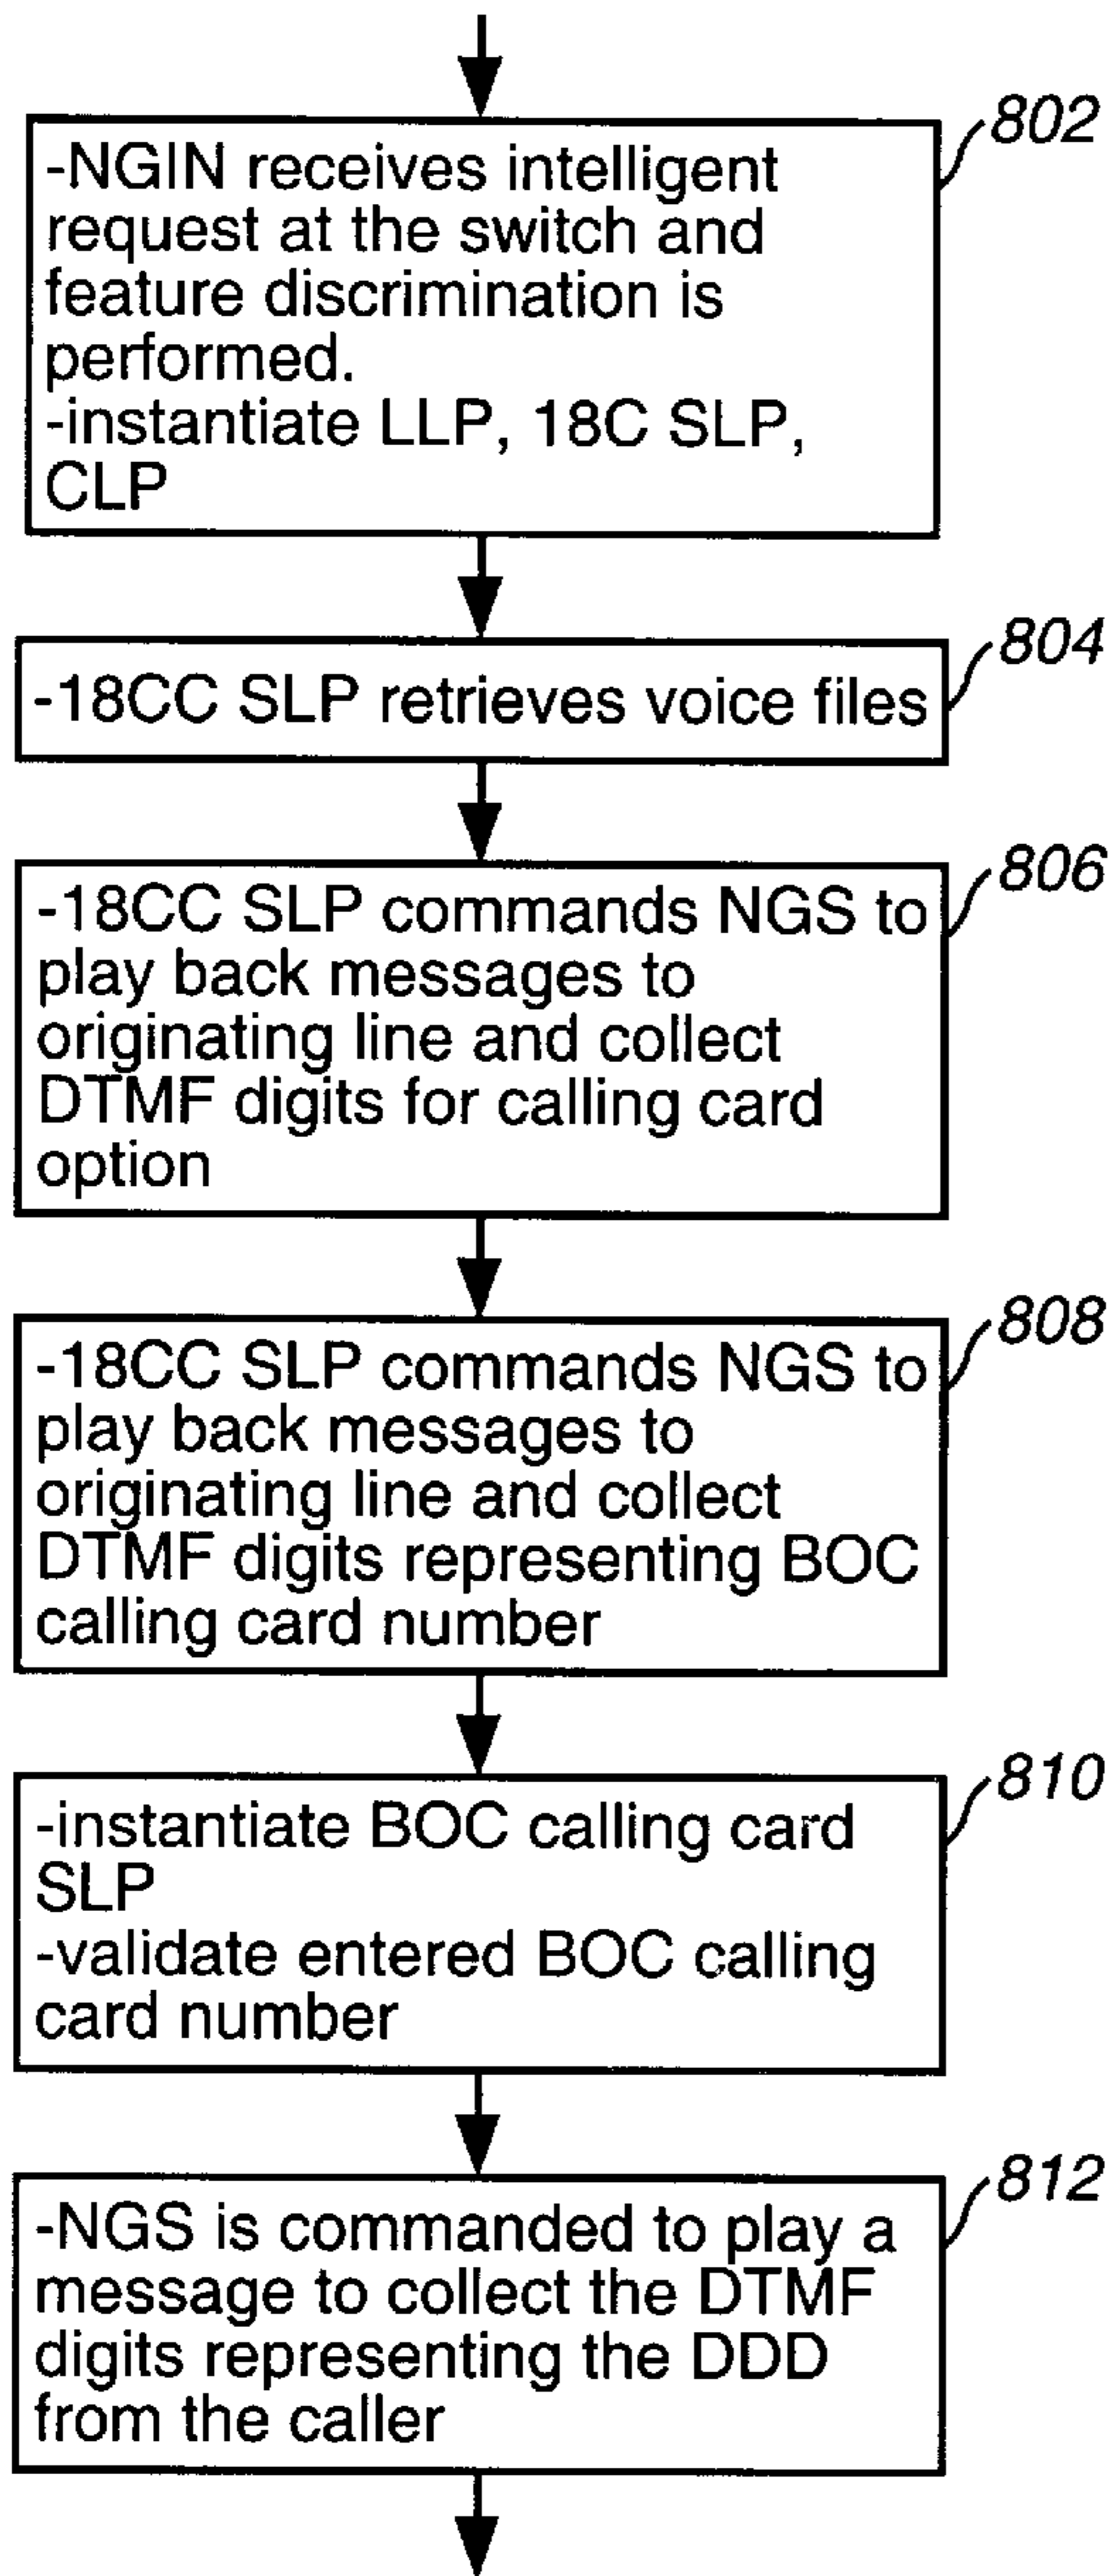 802
-NGIN receives intelligent
request at the switch and
feature discrimination is
performed.
-instantiate LLP, 18C SLP,
CLP
804
-18CC SLP retrieves voice files
806
-18CC SLP commands NGS to
play back messages to
originating line and collect
DTMF digits for calling card
option
808
-18CC SLP commands NGS to
play back messages to
originating line and collect
DTMF digits representing BOC
calling card number
810
-instantiate BOC calling card
SLP
-validate entered BOC calling
card number
812
-NGS is commanded to play a
message to collect the DTMF
digits representing the DDD
from the caller